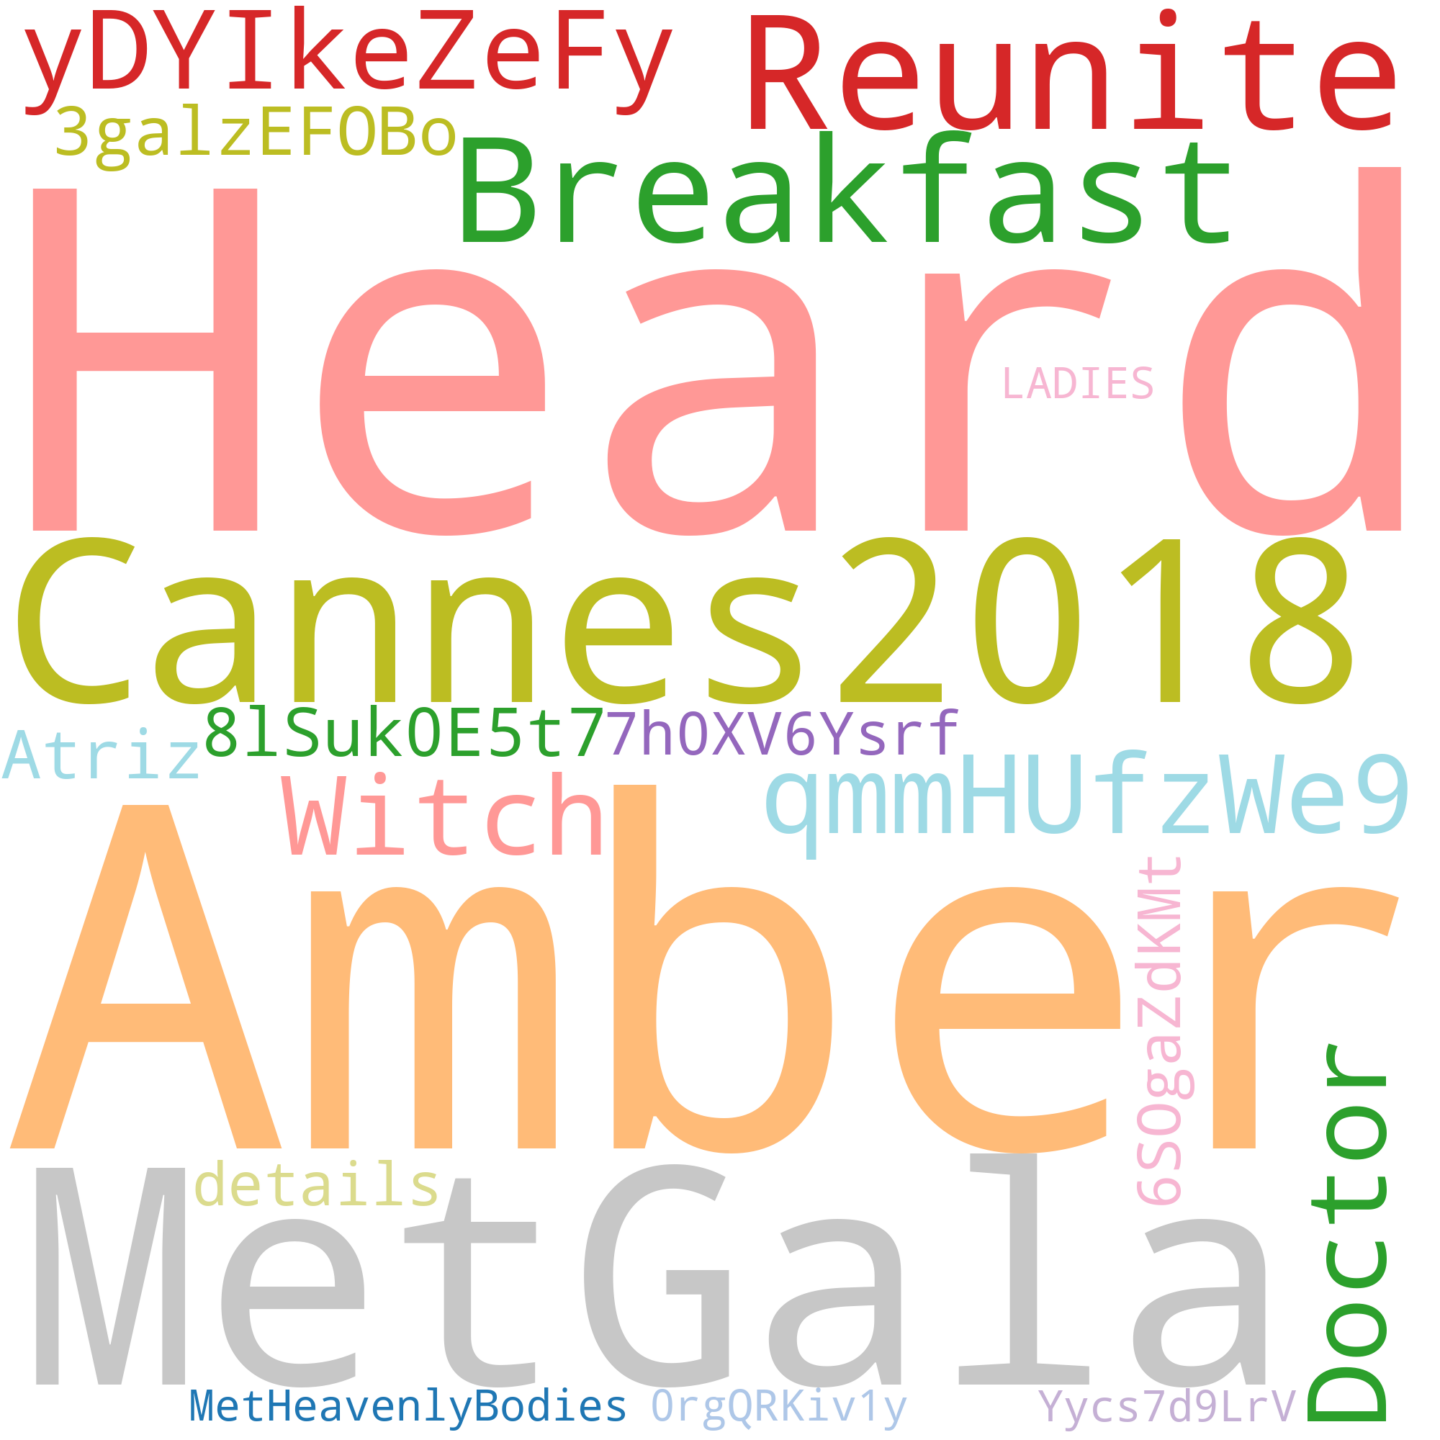 yDYIkeZeFy Reunite
3galzEFOBo Breakfast
Heard
LADIES
Cannes2018
8lSuk0E5t7 7h0XV6Ysrf
Atriz
Witch qmmHUfzWe9
Amber
6SOgaZdKMt
Doctor
details
MetGala
MetHeavenlyBodies OrgQRKiv1y Yycs7d9LrV